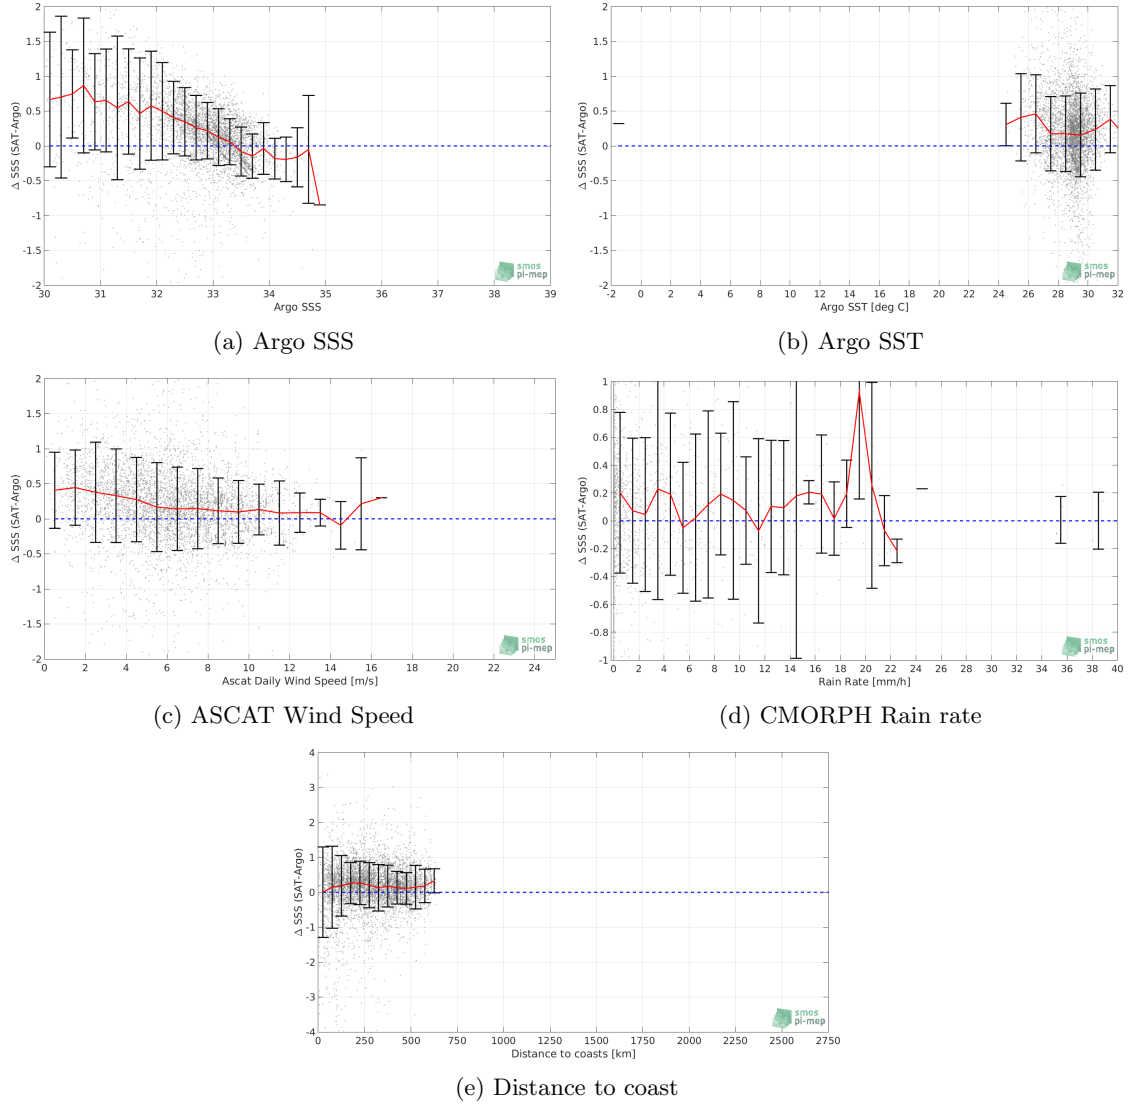 2
1.5
1
0.5
0
-0.5
-1
-1.5
-2
Δ SSS (SAT-Argo)
30 31 32 33 34 35 36 37 38 39
Argo SSS
smos
pi-mep
(a) Argo SSS
2
1.5
1
0.5
0
-0.5
-1
-1.5
-2
Δ SSS (SAT-Argo)
-2 0 2 4 6 8 10 12 14 16 18 20 22 24 26 28 30 32
Argo SST [deg C]
smos
pi-mep
(b) Argo SST
2
1.5
1
0.5
0
-0.5
-1
-1.5
-2
Δ SSS (SAT-Argo)
0 2 4 6 8 10 12 14 16 18 20 22 24
Ascat Daily Wind Speed [m/s]
smos
pi-mep
(c) ASCAT Wind Speed
1
0.8
0.6
0.4
0.2
0
-0.2
-0.4
-0.6
-0.8
-1
Δ SSS (SAT-Argo)
0 2 4 6 8 10 12 14 16 18 20 22 24 26 28 30 32 34 36 38 40
Rain Rate [mm/h]
smos
pi-mep
(d) CMORPH Rain rate
4
3
2
1
0
-1
-2
-3
-4
Δ SSS (SAT-Argo)
0 250 500 750 1000 1250 1500 1750 2000 2250 2500 2750
Distance to coasts [km]
smos
pi-mep
(e) Distance to coast